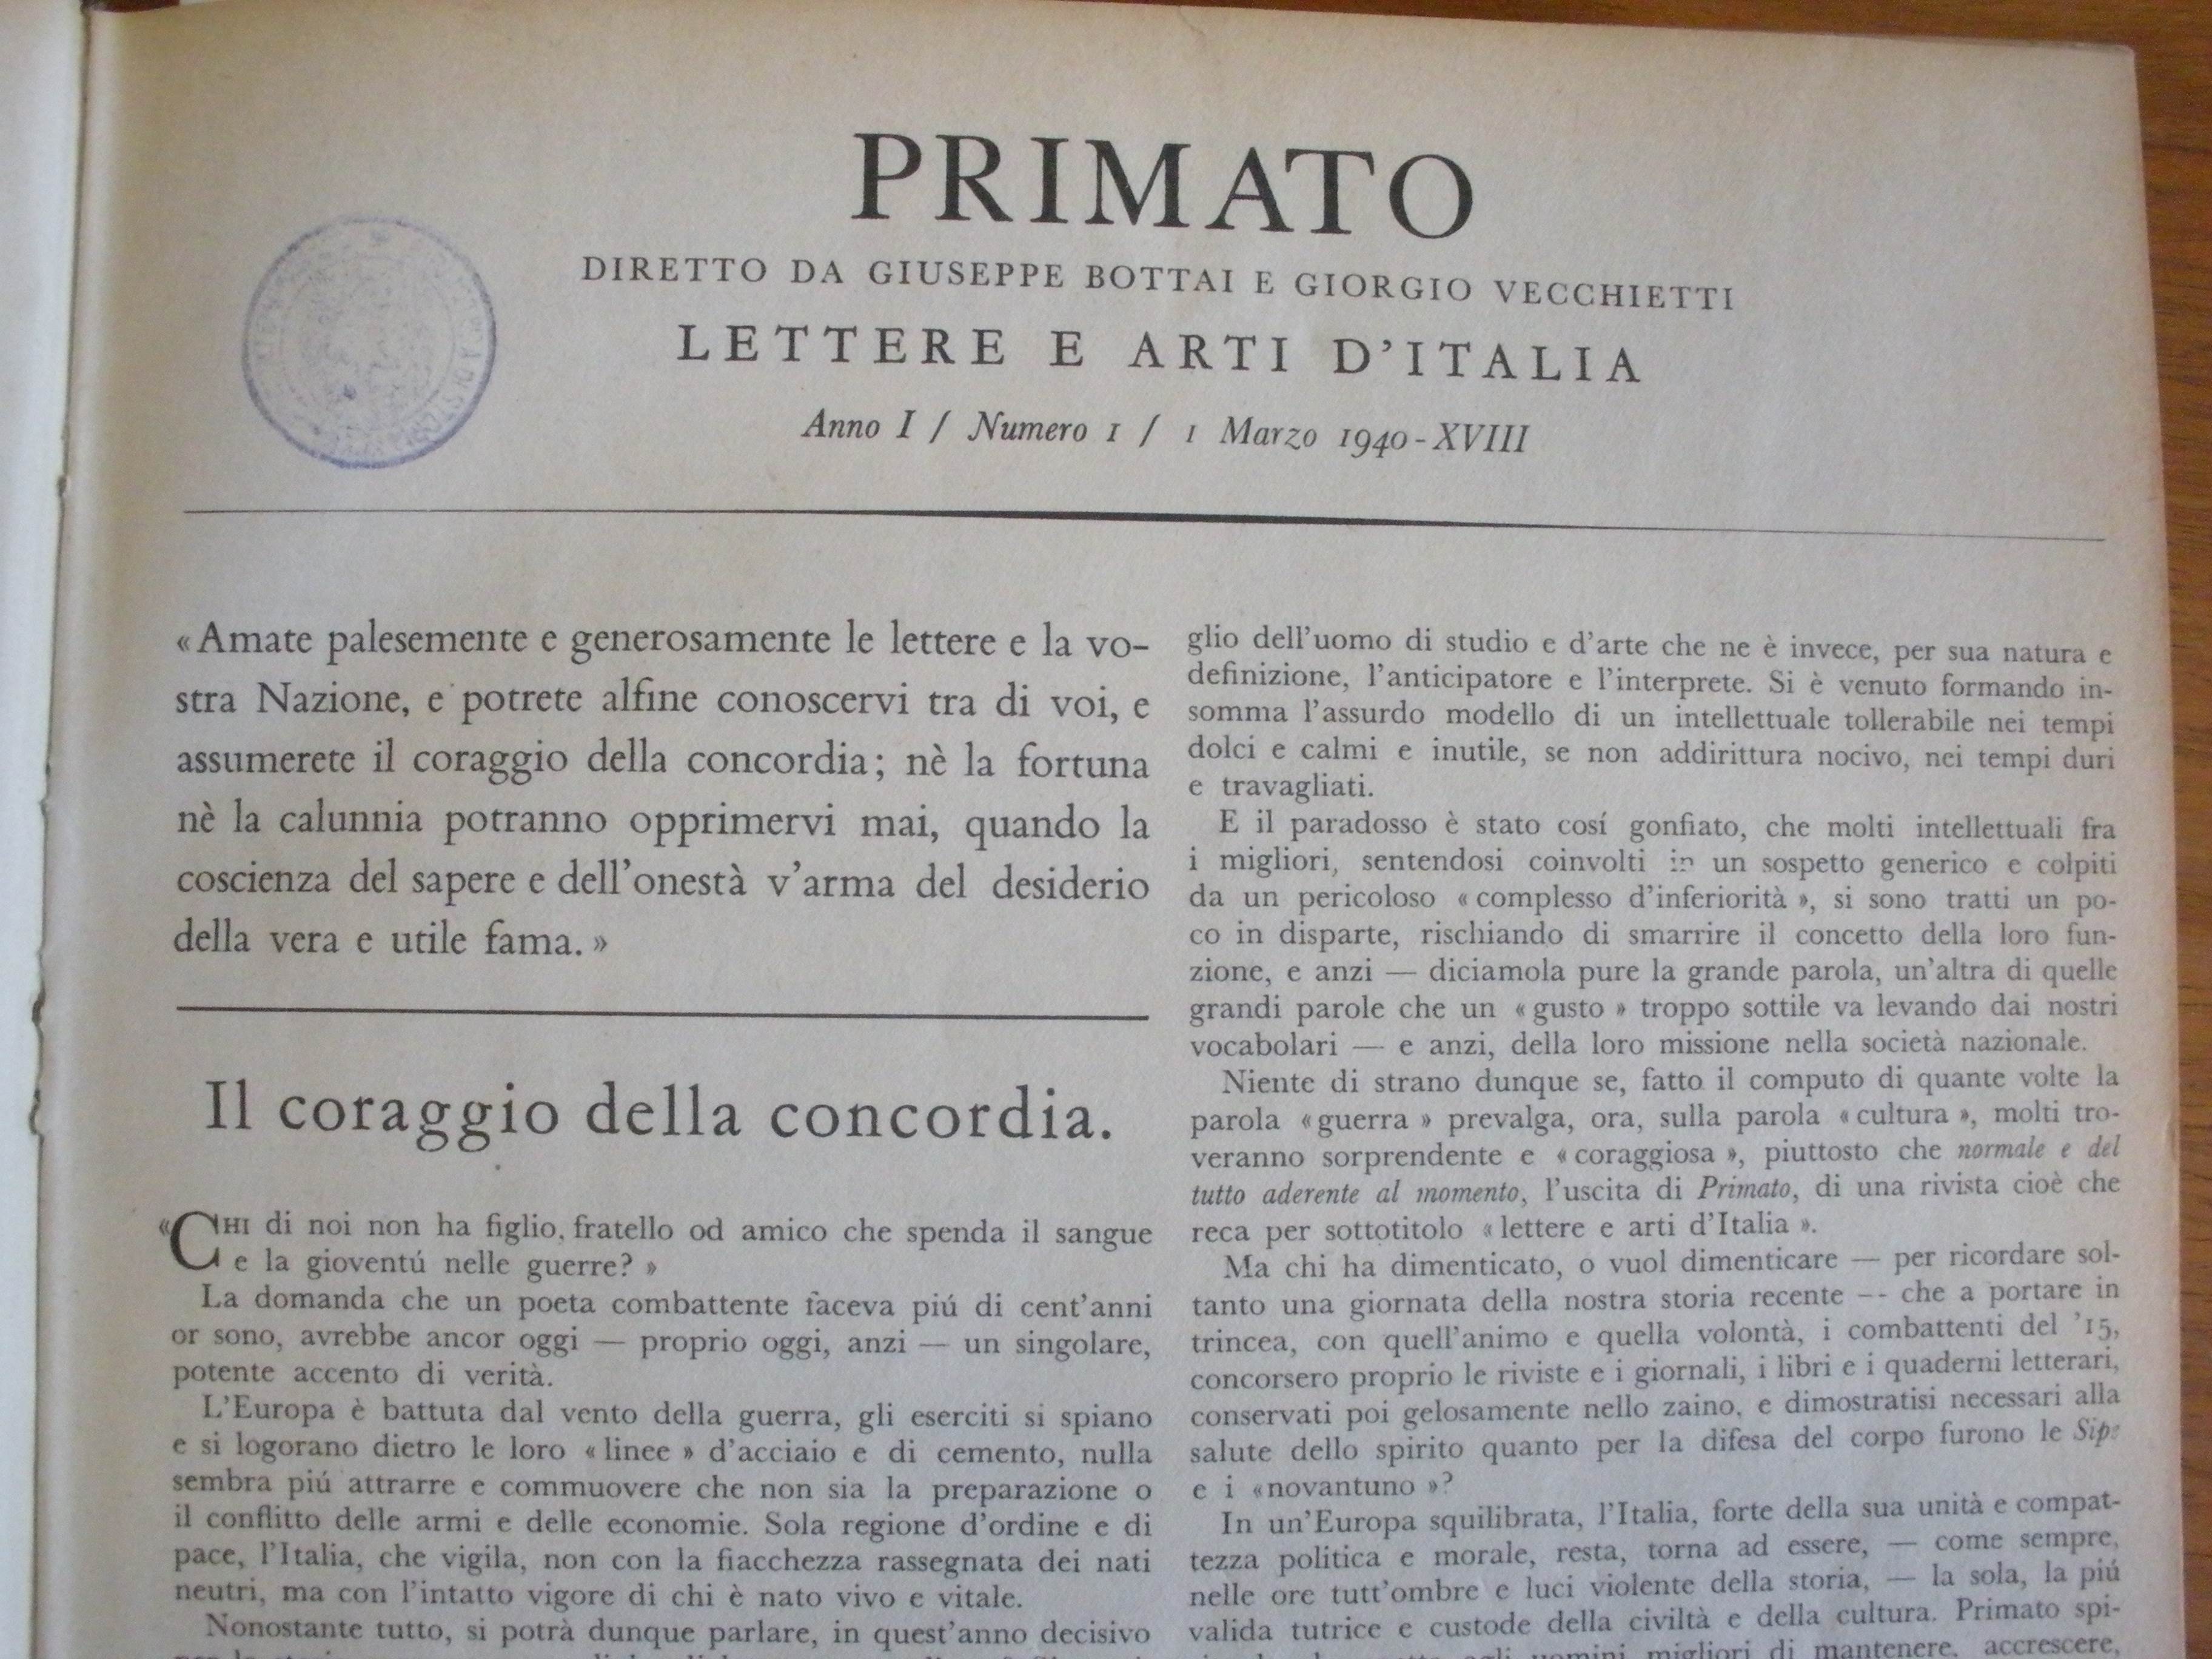 PRIMATO
DIRETTO DA GIUSEPPE BOTTAI E GIORGIO VECCHIETTI
LETTERE E ARTI D'ITALIA
Anno I / Numero 1 / 1 Marzo 1940-XVIII
« Amate palesemente e generosamente le lettere e la vo-
stra Nazione, e potrete alfine conoscervi tra di voi, e
assumerete il coraggio della concordia; nè la fortuna
nè la calunnia potranno opprimervi mai, quando la
coscienza del sapere e dell'onestà v'arma del desiderio
della vera e utile fama. »
Il coraggio della concordia.
« CHI di noi non ha figlio, fratello od amico che spenda il sangue
e la gioventú nelle guerre? »
La domanda che un poeta combattente faceva piú di cent'anni
or sono, avrebbe ancor oggi — proprio oggi, anzi — un singolare,
potente accento di verità.
L'Europa è battuta dal vento della guerra, gli eserciti si spiano
e si logorano dietro le loro « linee » d'acciaio e di cemento, nulla
sembra piú attrarre e commuovere che non sia la preparazione o
il conflitto delle armi e delle economie. Sola regione d'ordine e di
pace, l'Italia, che vigila, non con la fiacchezza rassegnata dei nati
neutri, ma con l'intatto vigore di chi è nato vivo e vitale.
Nonostante tutto, si potrà dunque parlare, in quest'anno decisivo
glio dell'uomo di studio e d'arte che ne è invece, per sua natura e
definizione, l'anticipatore e l'interprete. Si è venuto formando in-
somma l'assurdo modello di un intellettuale tollerabile nei tempi
dolci e calmi e inutile, se non addirittura nocivo, nei tempi duri
e travagliati.
E il paradosso è stato cosí gonfiato, che molti intellettuali fra
i migliori, sentendosi coinvolti in un sospetto generico e colpiti
da un pericoloso « complesso d'inferiorità », si sono tratti un po-
co in disparte, rischiando di smarrire il concetto della loro fun-
zione, e anzi — diciamola pure la grande parola, un'altra di quelle
grandi parole che un « gusto » troppo sottile va levando dai nostri
vocabolari — e anzi, della loro missione nella società nazionale.
Niente di strano dunque se, fatto il computo di quante volte la
parola « guerra » prevalga, ora, sulla parola « cultura », molti tro-
veranno sorprendente e « coraggiosa », piuttosto che normale e del
tutto aderente al momento, l'uscita di Primato, di una rivista cioè che
reca per sottotitolo « lettere e arti d'Italia ».
Ma chi ha dimenticato, o vuol dimenticare — per ricordare sol-
tanto una giornata della nostra storia recente -- che a portare in
trincea, con quell'animo e quella volontà, i combattenti del '15,
concorsero proprio le riviste e i giornali, i libri e i quaderni letterari,
conservati poi gelosamente nello zaino, e dimostratisi necessari alla
salute dello spirito quanto per la difesa del corpo furono le
e i « novantuno »?
In un'Europa squilibrata, l'Italia, forte della sua unità e compat-
tezza politica e morale, resta, torna ad essere, — come sempre,
nelle ore tutt'ombre e luci violente della storia, — la sola, la piú
valida tutrice e custode della civiltà e della cultura. Primato spi-
uomini migliori di mantenere, accrescere,